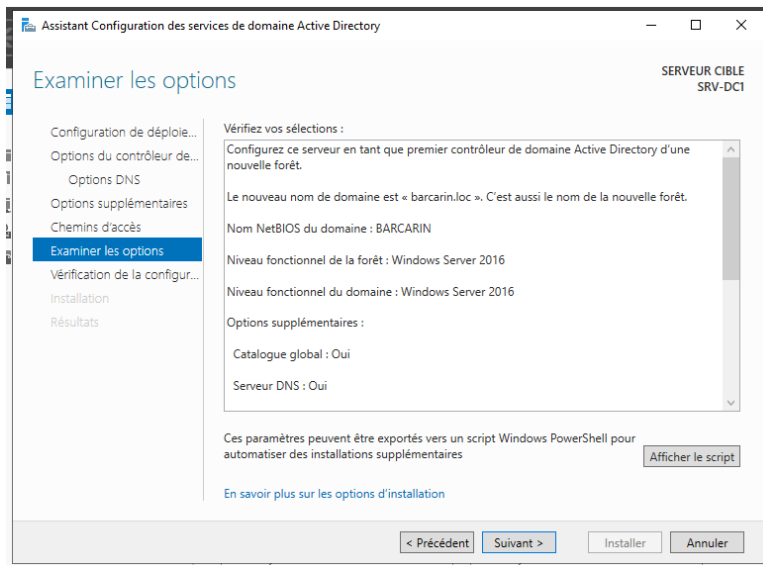 Assistant Configuration des services de domaine Active Directory
Examiner les options
SERVEUR CIBLE
SRV-DC1
Configuration de déploie...
Options du contrôleur de...
Options DNS
Options supplémentaires
Chemins d'accès
Examiner les options
Vérification de la configur...
Installation
Résultats
Vérifiez vos sélections :
Configurez ce serveur en tant que premier contrôleur de domaine Active Directory d'une
nouvelle forêt.
Le nouveau nom de domaine est « barcarin.loc ». C'est aussi le nom de la nouvelle forêt.
Nom NetBIOS du domaine : BARCARIN
Niveau fonctionnel de la forêt : Windows Server 2016
Niveau fonctionnel du domaine : Windows Server 2016
Options supplémentaires :
Catalogue global : Oui
Serveur DNS : Oui
Ces paramètres peuvent être exportés vers un script Windows PowerShell pour
automatiser des installations supplémentaires
Afficher le script
En savoir plus sur les options d'installation
< Précédent
Suivant >
Installer
Annuler